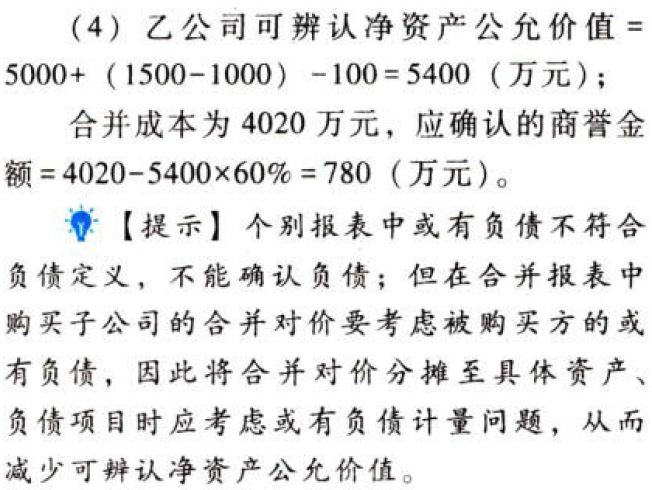 (4) 乙公司可辨认净资产公允价值=
5000+ (1500-1000) -100=5400 (万元);
合并成本为 4020 万元, 应确认的商誉金
额=4020-5400×60%=780 (万元)。
【提示】 个别报表中或有负债不符合
负债定义, 不能确认负债; 但在合并报表中
购买子公司的合并对价要考虑被购买方的或
有负债, 因此将合并对价分摊至具体资产、
负债项目时应考虑或有负债计量问题, 从而
减少可辨认净资产公允价值。